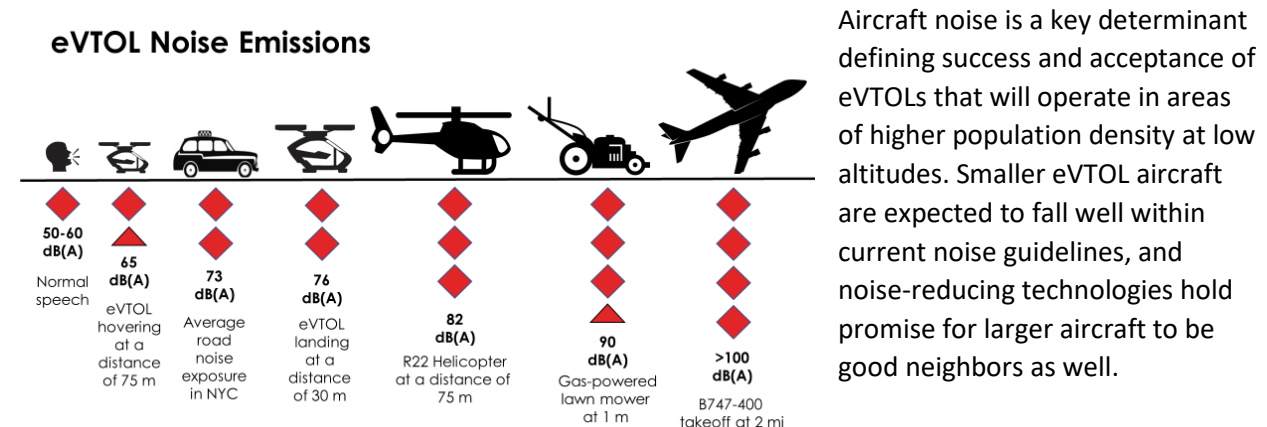 eVTOL Noise Emissions
50-60
dB(A)
Normal
speech
65
dB(A)
eVTOL
hovering
at a
distance
of 75 m
73
dB(A)
Average
road
noise
exposure
in NYC
76
dB(A)
eVTOL
landing
at a
distance
of 30 m
82
dB(A)
R22 Helicopter
at a distance of
75 m
90
dB(A)
Gas-powered
lawn mower
at 1 m
>100
dB(A)
B747-400
takeoff at 2 mi
Aircraft noise is a key determinant
defining success and acceptance of
eVTOLs that will operate in areas
of higher population density at low
altitudes. Smaller eVTOL aircraft
are expected to fall well within
current noise guidelines, and
noise-reducing technologies hold
promise for larger aircraft to be
good neighbors as well.